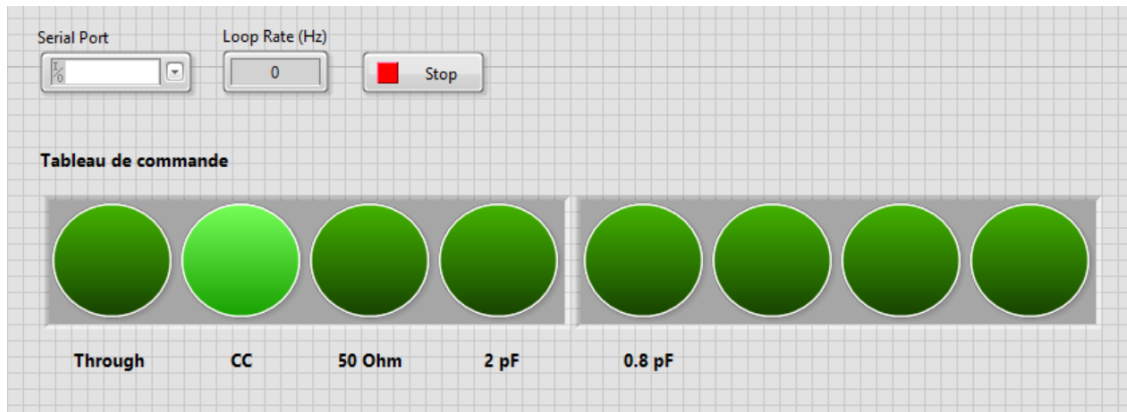 Serial Port
Loop Rate (Hz)
I/O
0
Stop
Tableau de commande
Through
CC
50 Ohm
2 pF
0.8 pF